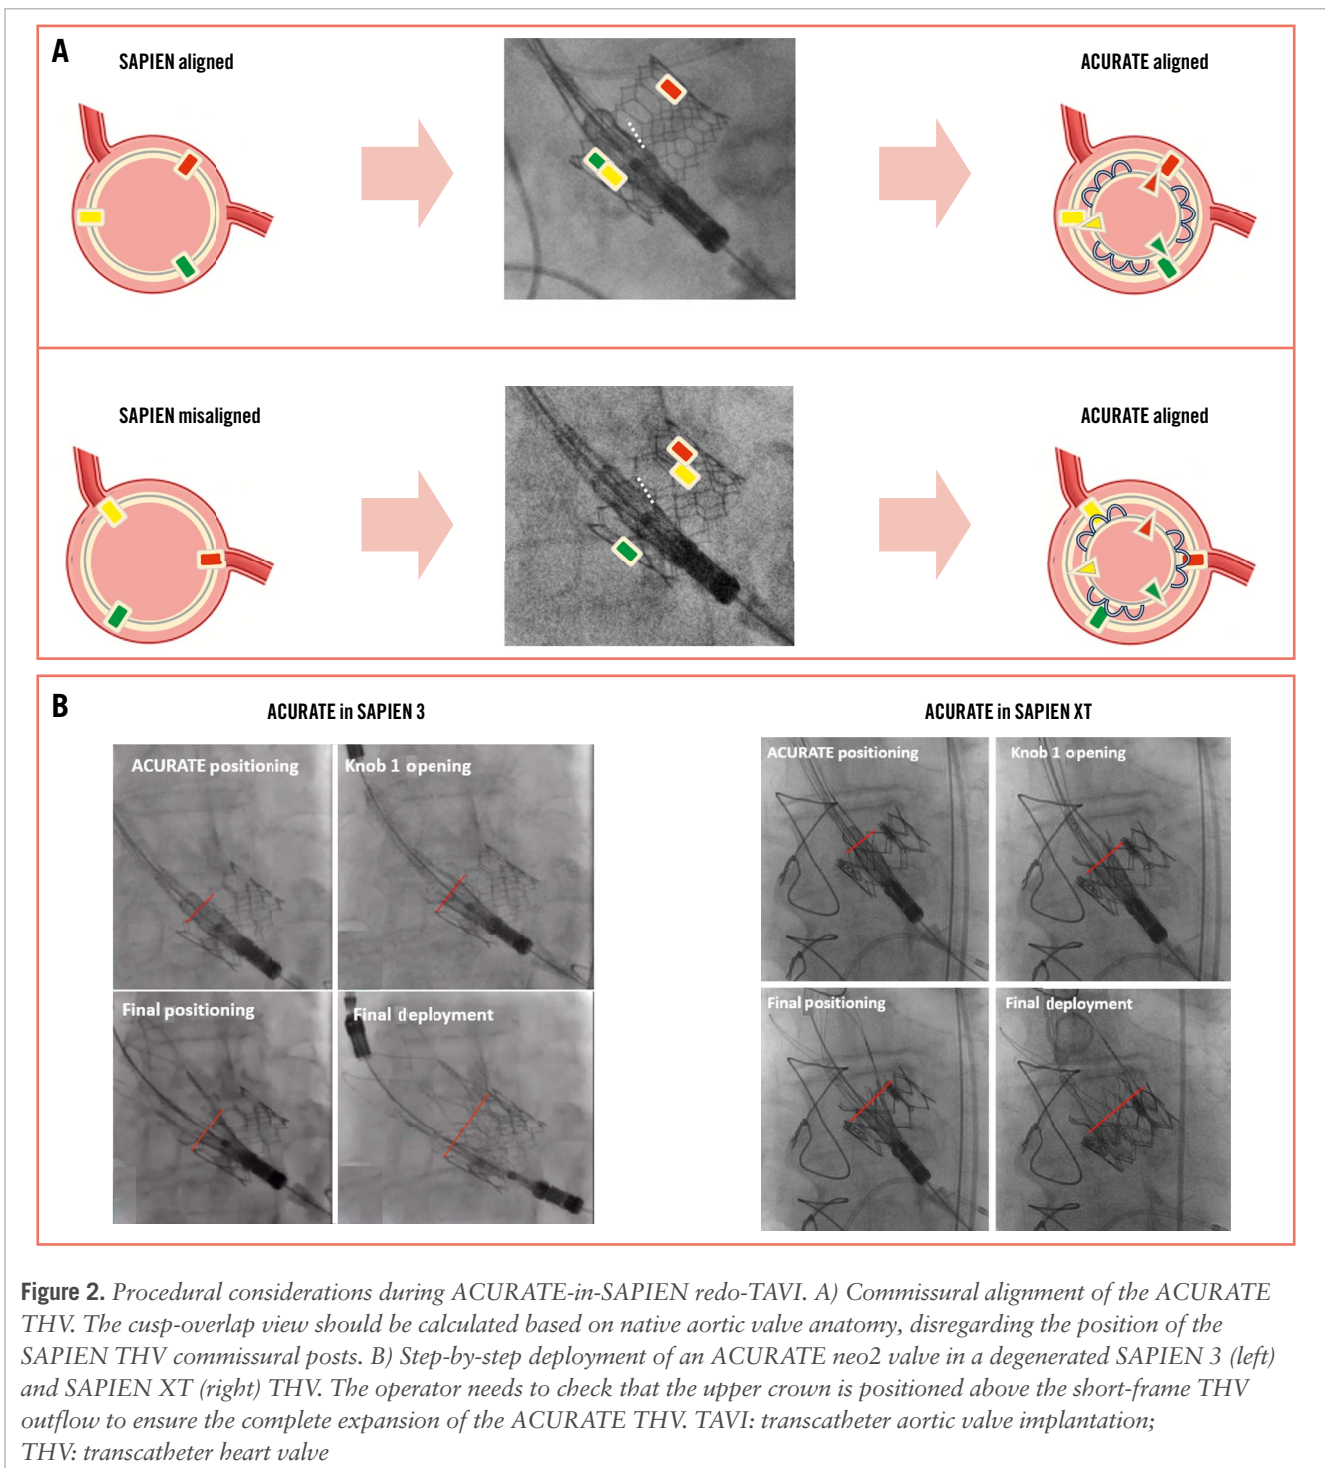 A
SAPIEN aligned
ACURATE aligned
SAPIEN misaligned
ACURATE aligned
B
ACURATE in SAPIEN 3
ACURATE in SAPIEN XT
ACURATE positioning
Knob 1 opening
ACURATE positioning
Knob 1 opening
Final positioning
Final deployment
Final positioning
Final deployment
Figure 2. Procedural considerations during ACURATE-in-SAPIEN redo-TAVI. A) Commissural alignment of the ACURATE
THV. The cusp-overlap view should be calculated based on native aortic valve anatomy, disregarding the position of the
SAPIEN THV commissural posts. B) Step-by-step deployment of an ACURATE neo2 valve in a degenerated SAPIEN 3 (left)
and SAPIEN XT (right) THV. The operator needs to check that the upper crown is positioned above the short-frame THV
outflow to ensure the complete expansion of the ACURATE THV. TAVI: transcatheter aortic valve implantation;
THV: transcatheter heart valve